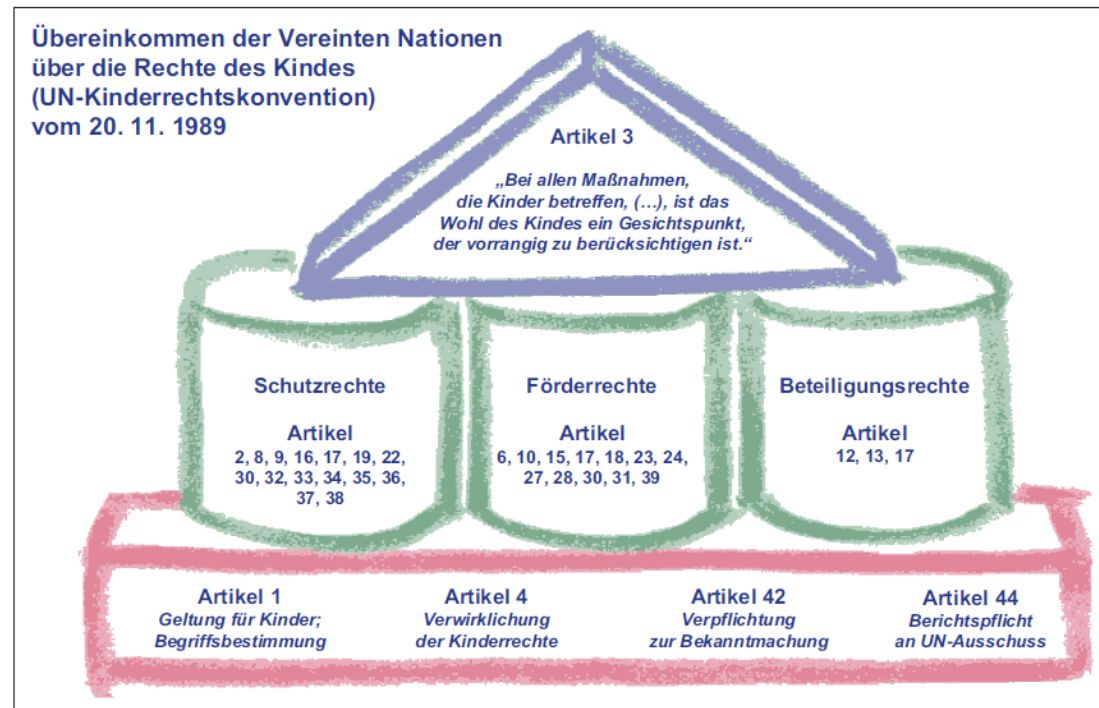 Übereinkommen der Vereinten Nationen
über die Rechte des Kindes
(UN-Kinderrechtskonvention)
vom 20. 11. 1989
Artikel 3
„Bei allen Maßnahmen,
die Kinder betreffen, (…), ist das
Wohl des Kindes ein Gesichtspunkt,
der vorrangig zu berücksichtigen ist.“
Schutzrechte
Artikel
2, 8, 9, 16, 17, 19, 22,
30, 32, 33, 34, 35, 36,
37, 38
Förderrechte
Artikel
6, 10, 15, 17, 18, 23, 24,
27, 28, 30, 31, 39
Beteiligungsrechte
Artikel
12, 13, 17
Artikel 1
Geltung für Kinder;
Begriffsbestimmung
Artikel 4
Verwirklichung
der Kinderrechte
Artikel 42
Verpflichtung
zur Bekanntmachung
Artikel 44
Berichtspflicht
an UN-Ausschuss